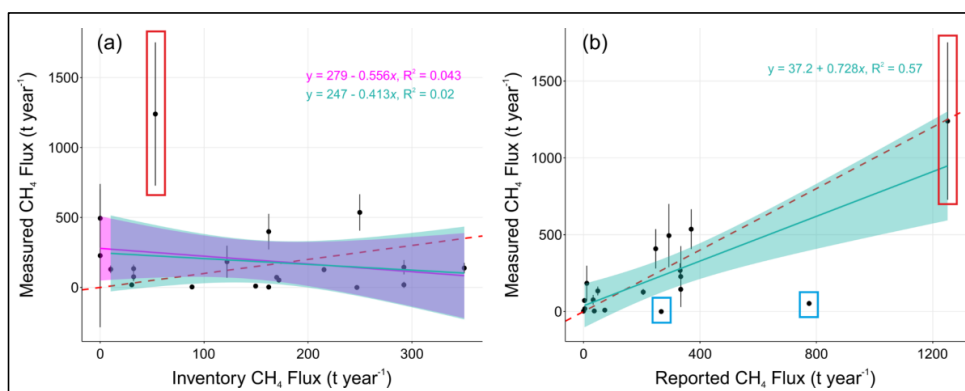 (a)
y = 279 - 0.556x, R² = 0.043
y = 247 - 0.413x, R² = 0.02
Measured CH₄ Flux (t year⁻¹)
1500
1000
500
0
0
100
200
300
Inventory CH₄ Flux (t year⁻¹)
(b)
y = 37.2 + 0.728x, R² = 0.57
Measured CH₄ Flux (t year⁻¹)
1500
1000
500
0
0
400
800
1200
Reported CH₄ Flux (t year⁻¹)